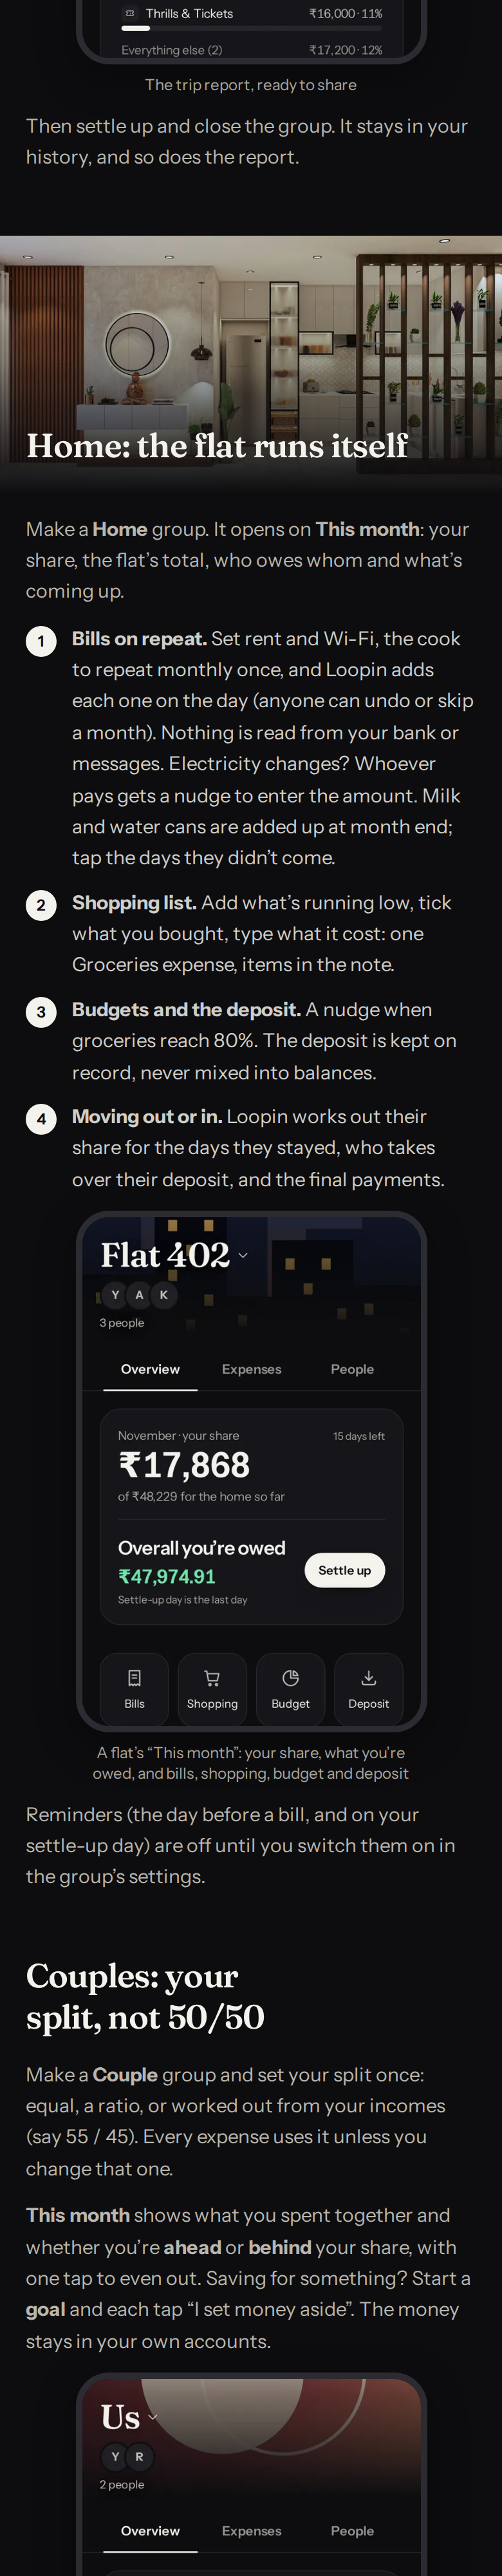 Thrills & Tickets ₹16,000 · 11%
Everything else (2) ₹17,200 · 12%
The trip report, ready to share
Then settle up and close the group. It stays in your
history, and so does the report.
Home: the flat runs itself
Make a Home group. It opens on This month: your
share, the flat’s total, who owes whom and what’s
coming up.
1 Bills on repeat. Set rent and Wi-Fi, the cook
to repeat monthly once, and Loopin adds
each one on the day (anyone can undo or skip
a month). Nothing is read from your bank or
messages. Electricity changes? Whoever
pays gets a nudge to enter the amount. Milk
and water cans are added up at month end;
tap the days they didn’t come.
2 Shopping list. Add what’s running low, tick
what you bought, type what it cost: one
Groceries expense, items in the note.
3 Budgets and the deposit. A nudge when
groceries reach 80%. The deposit is kept on
record, never mixed into balances.
4 Moving out or in. Loopin works out their
share for the days they stayed, who takes
over their deposit, and the final payments.
Flat 402
Y A K
3 people
Overview Expenses People
November · your share 15 days left
₹17,868
of ₹48,229 for the home so far
Overall you’re owed
₹47,974.91
Settle up
Settle-up day is the last day
Bills Shopping Budget Deposit
A flat’s “This month”: your share, what you’re
owed, and bills, shopping, budget and deposit
Reminders (the day before a bill, and on your
settle-up day) are off until you switch them on in
the group’s settings.
Couples: your
split, not 50/50
Make a Couple group and set your split once:
equal, a ratio, or worked out from your incomes
(say 55 / 45). Every expense uses it unless you
change that one.
This month shows what you spent together and
whether you’re ahead or behind your share, with
one tap to even out. Saving for something? Start a
goal and each tap “I set money aside”. The money
stays in your own accounts.
Us
Y R
2 people
Overview Expenses People